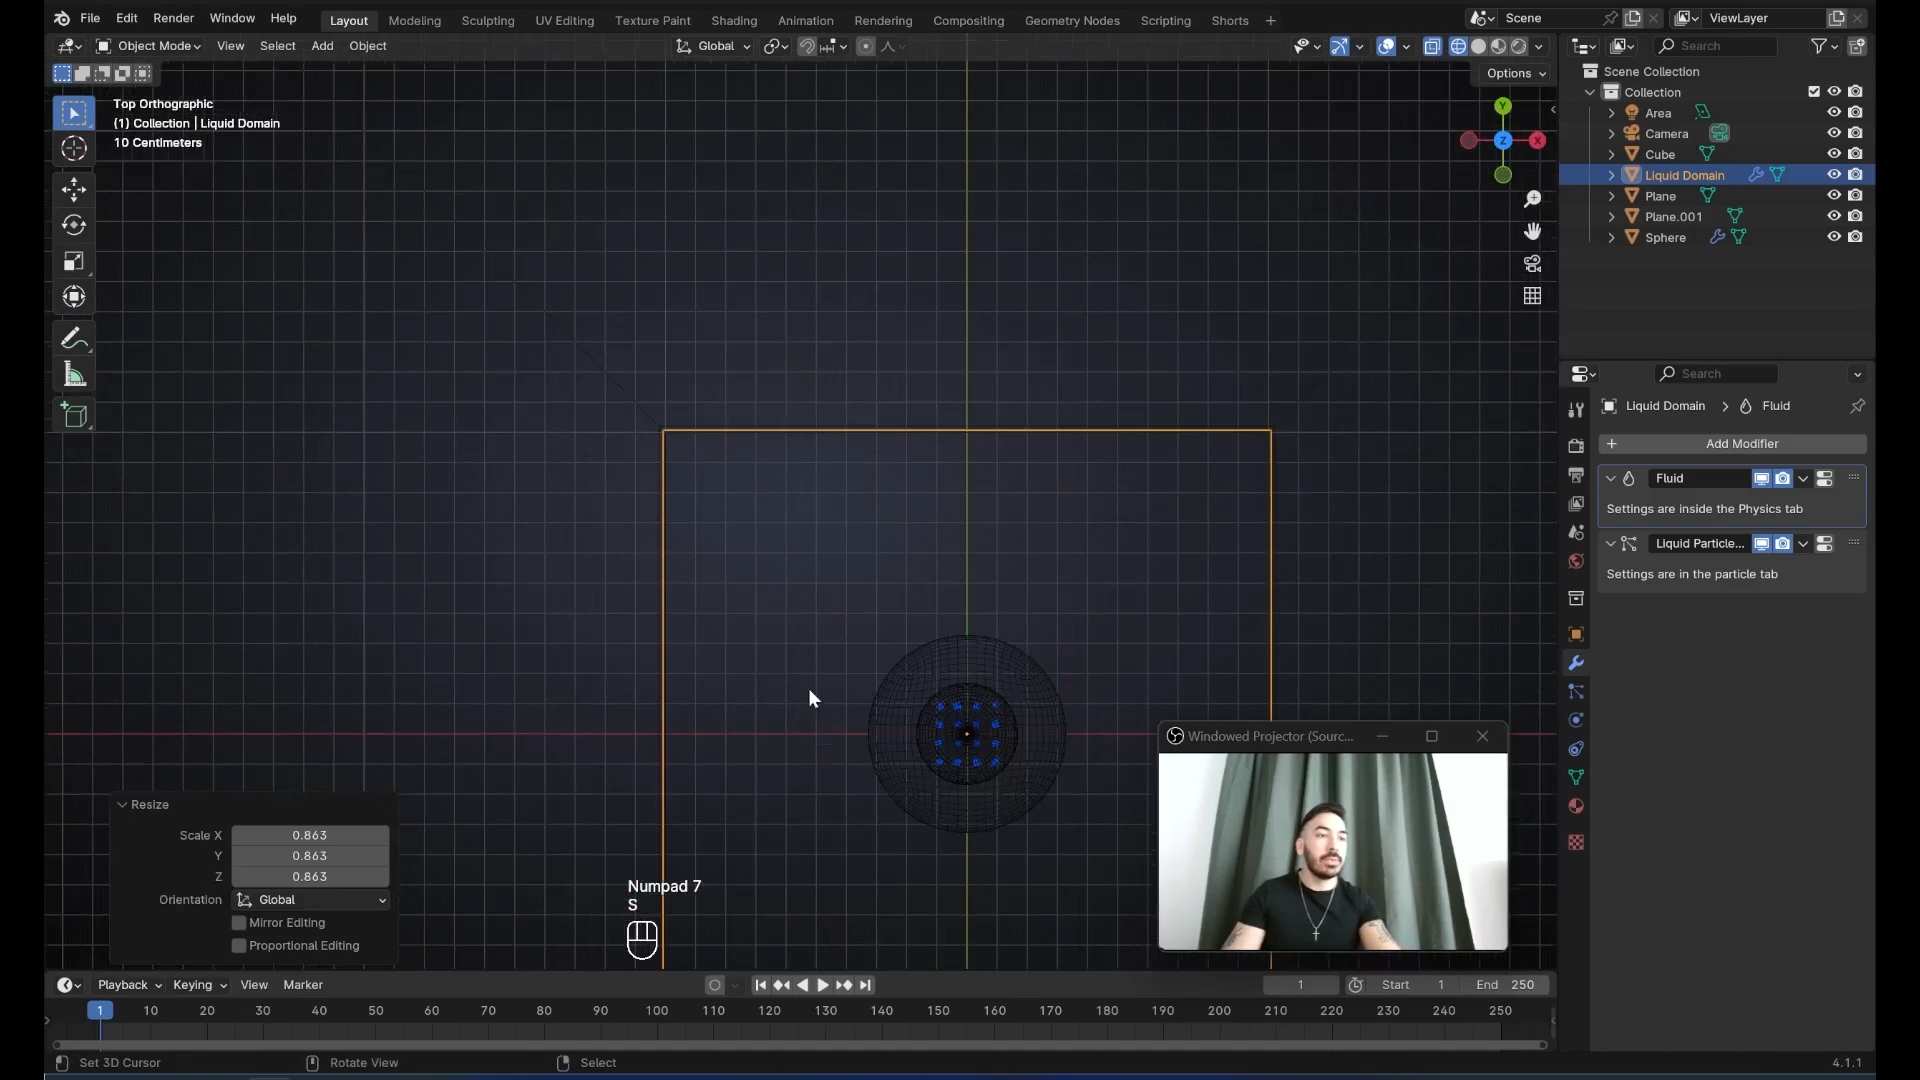 File Edit Render Window Help Layout Modeling Sculpting UV Editing Texture Paint Shading Animation Rendering Compositing Geometry Nodes Scripting Shorts + Scene ViewLayer
Object Mode View Select Add Object Global Search
Options
Top Orthographic
(1) Collection | Liquid Domain
10 Centimeters
Y
Z
X
Scene Collection
Collection
Area
Camera
Cube
Liquid Domain
Plane
Plane.001
Sphere
Search
Liquid Domain > Fluid
+ Add Modifier
Fluid
Settings are inside the Physics tab
Liquid Particle...
Settings are in the particle tab
Windowed Projector (Sourc...
Resize
Scale X 0.863
Y 0.863
Z 0.863
Orientation Global
Mirror Editing
Proportional Editing
Numpad 7
S
Playback Keying View Marker 1 Start 1 End 250
1 10 20 30 40 50 60 70 80 90 100 110 120 130 140 150 160 170 180 190 200 210 220 230 240 250
Set 3D Cursor Rotate View Select 4.1.1